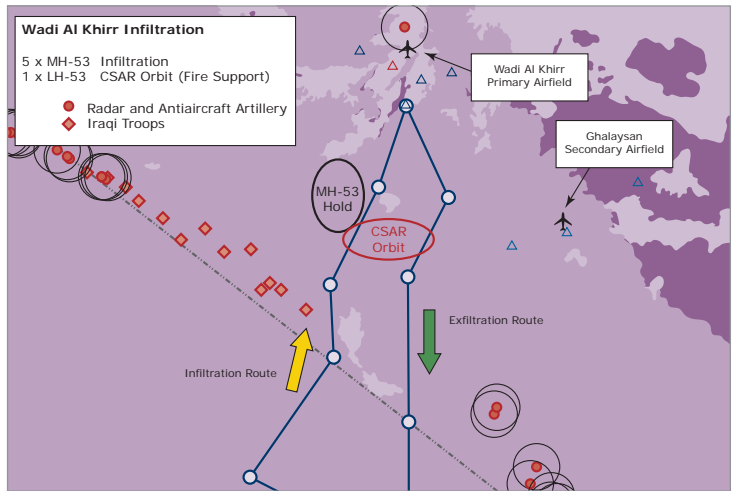 Wadi Al Khirr Infiltration
5 x MH-53 Infiltration
1 x LH-53 CSAR Orbit (Fire Support)
Radar and Antiaircraft Artillery
Iraqi Troops
Wadi Al Khirr
Primary Airfield
Ghalaysan
Secondary Airfield
MH-53
Hold
CSAR
Orbit
Exfiltration Route
Infiltration Route